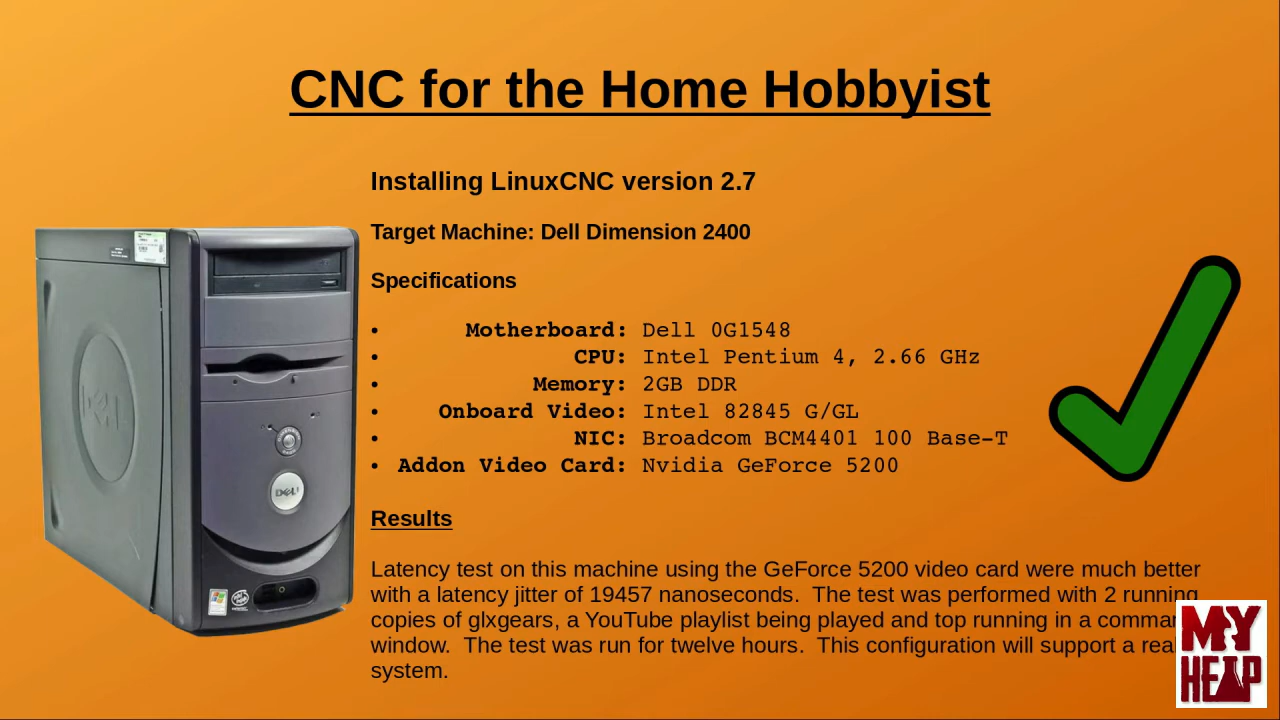 CNC for the Home Hobbyist
Installing LinuxCNC version 2.7
Target Machine: Dell Dimension 2400
Specifications
• Motherboard: Dell 0G1548
• CPU: Intel Pentium 4, 2.66 GHz
• Memory: 2GB DDR
• Onboard Video: Intel 82845 G/GL
• NIC: Broadcom BCM4401 100 Base-T
• Addon Video Card: Nvidia GeForce 5200
DELL
DELL
Results
Latency test on this machine using the GeForce 5200 video card were much better
with a latency jitter of 19457 nanoseconds. The test was performed with 2 running
copies of glxgears, a YouTube playlist being played and top running in a
window. The test was run for twelve hours. This configuration will support a
system.
MY
HEAP